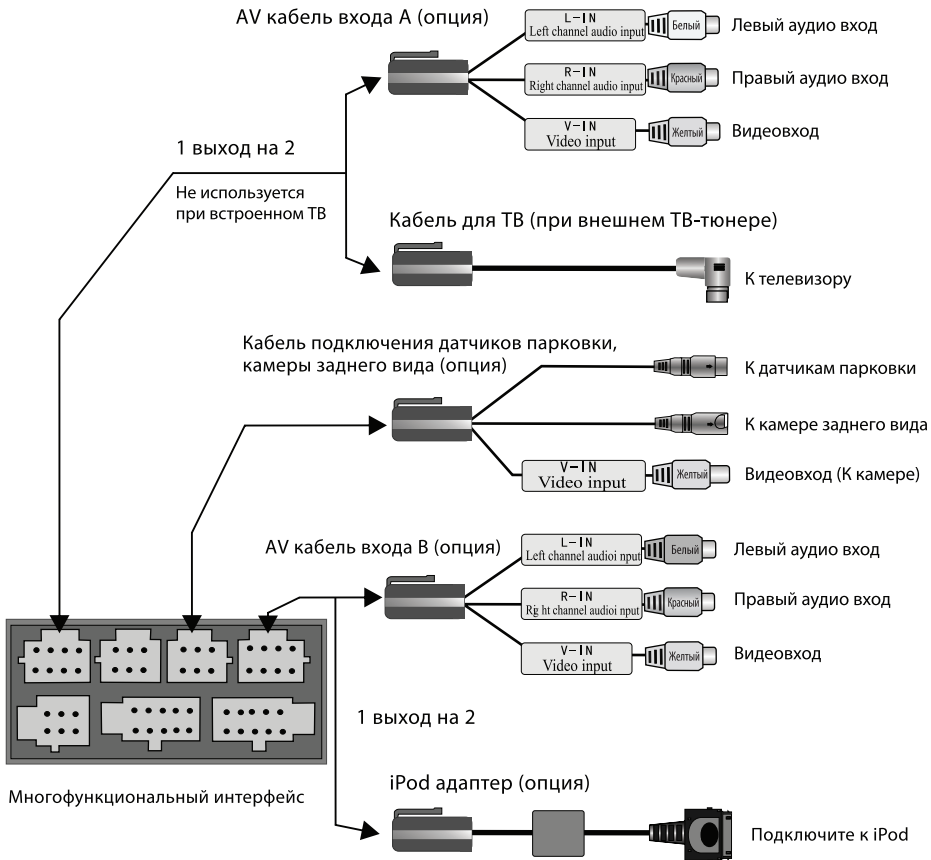 AV кабель входа А (опция)
L-IN
Left channel audio input
Белый
Левый аудио вход
R-IN
Right channel audio input
Красный
Правый аудио вход
V-IN
Video input
Желтый
Видеовход
1 выход на 2
Не используется
при встроенном ТВ
Кабель для ТВ (при внешнем ТВ-тюнере)
К телевизору
Кабель подключения датчиков парковки,
камеры заднего вида (опция)
К датчикам парковки
К камере заднего вида
V-IN
Video input
Желтый
Видеовход (К камере)
AV кабель входа В (опция)
L-IN
Left channel audioi nput
Белый
Левый аудио вход
R-IN
Rig ht channel audioi nput
Красный
Правый аудио вход
V-IN
Video input
Желтый
Видеовход
1 выход на 2
Многофункциональный интерфейс
iPod адаптер (опция)
Подключите к iPod